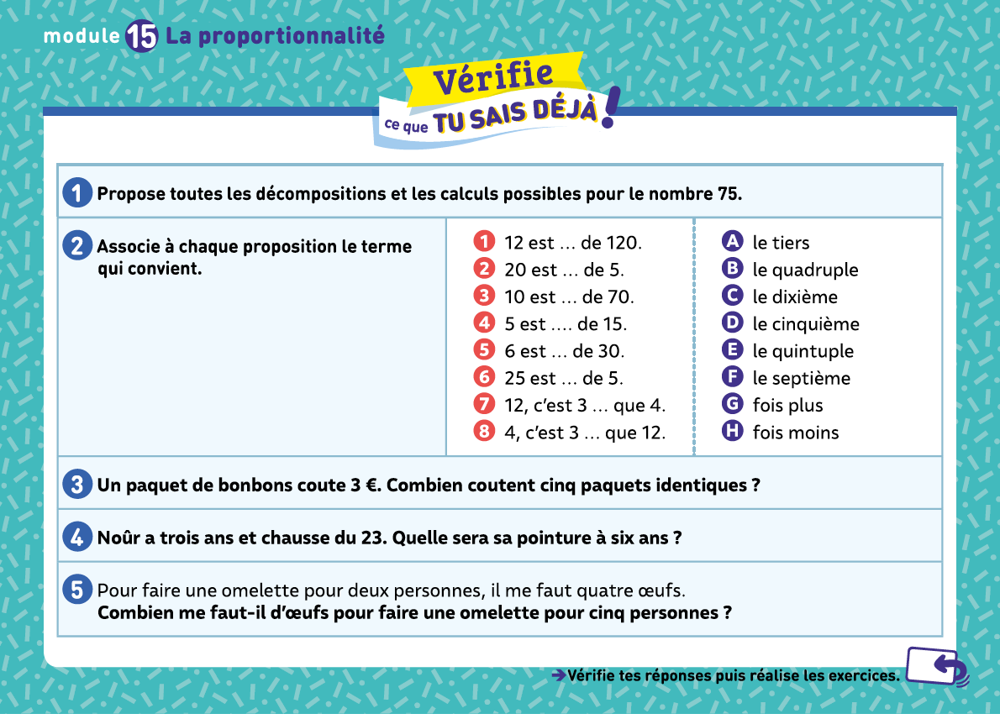 module 15 La proportionnalité
Vérifie
ce que TU SAIS DÉJÀ !
1 Propose toutes les décompositions et les calculs possibles pour le nombre 75.
2 Associe à chaque proposition le terme
qui convient.
1 12 est … de 120.
2 20 est … de 5.
3 10 est … de 70.
4 5 est .... de 15.
5 6 est … de 30.
6 25 est … de 5.
7 12, c’est 3 … que 4.
8 4, c’est 3 … que 12.
A le tiers
B le quadruple
C le dixième
D le cinquième
E le quintuple
F le septième
G fois plus
H fois moins
3 Un paquet de bonbons coute 3 €. Combien coutent cinq paquets identiques ?
4 Noûr a trois ans et chausse du 23. Quelle sera sa pointure à six ans ?
5 Pour faire une omelette pour deux personnes, il me faut quatre œufs.
Combien me faut-il d’œufs pour faire une omelette pour cinq personnes ?
➔ Vérifie tes réponses puis réalise les exercices.